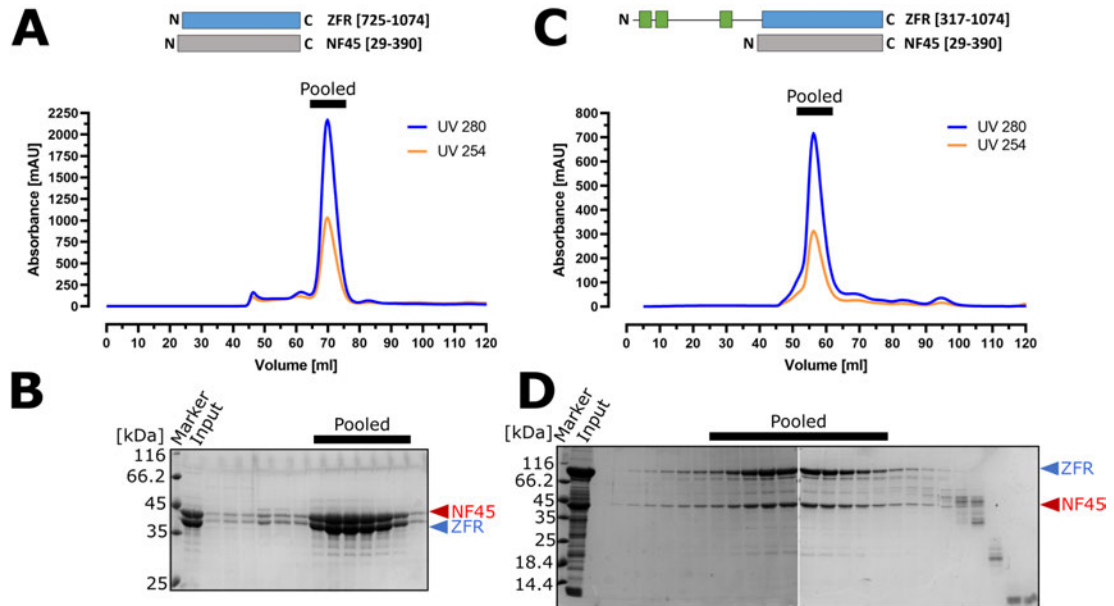 A
N C ZFR [725-1074]
N C NF45 [29-390]
Pooled
Absorbance [mAU]
2250
2000
1750
1500
1250
1000
750
500
250
0
UV 280
UV 254
0 10 20 30 40 50 60 70 80 90 100 110 120
Volume [ml]
C
N C ZFR [317-1074]
N C NF45 [29-390]
Pooled
Absorbance [mAU]
800
700
600
500
400
300
200
100
0
UV 280
UV 254
0 10 20 30 40 50 60 70 80 90 100 110 120
Volume [ml]
B
[kDa]
Marker
Input
Pooled
116
66.2
45
35
25
NF45
ZFR
D
[kDa]
Marker
Input
Pooled
116
66.2
45
35
25
18.4
14.4
ZFR
NF45